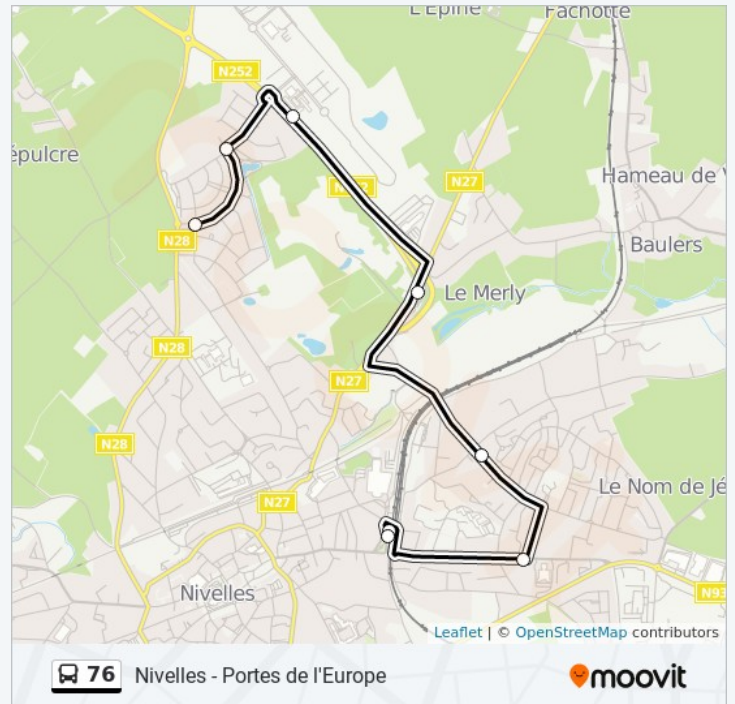 L'Épine
Fachotte
N252
épulcre
N27
Hameau de
N28
Baulers
Le Merly
N28
N27
N28
Le Nom de Jé
N27
N93
Nivelles
Leaflet | © OpenStreetMap contributors
76 Nivelles - Portes de l'Europe
moovit